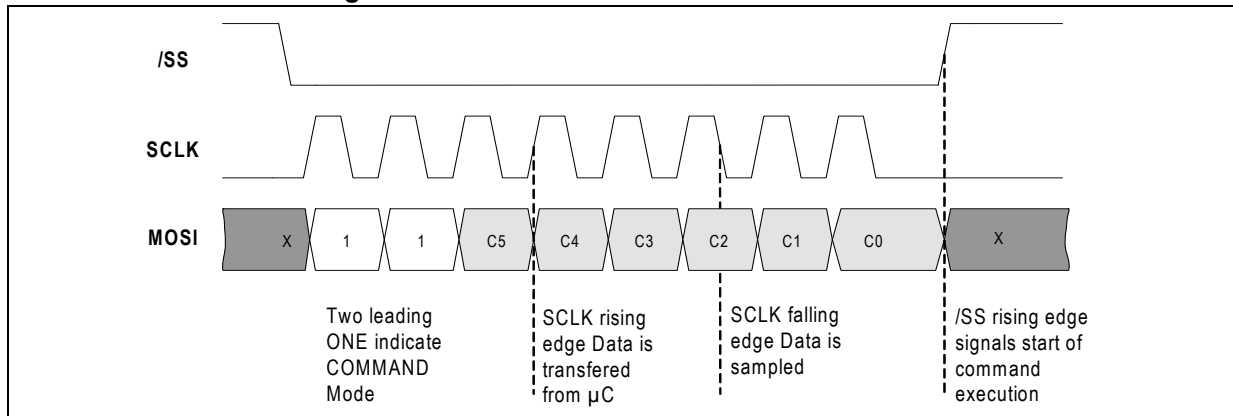 /SS
SCLK
MOSI
X
1
1
C5
C4
C3
C2
C1
C0
X
Two leading
ONE indicate
COMMAND
Mode
SCLK rising
edge Data is
transfered
from µC
SCLK falling
edge Data is
sampled
/SS rising edge
signals start of
command
execution